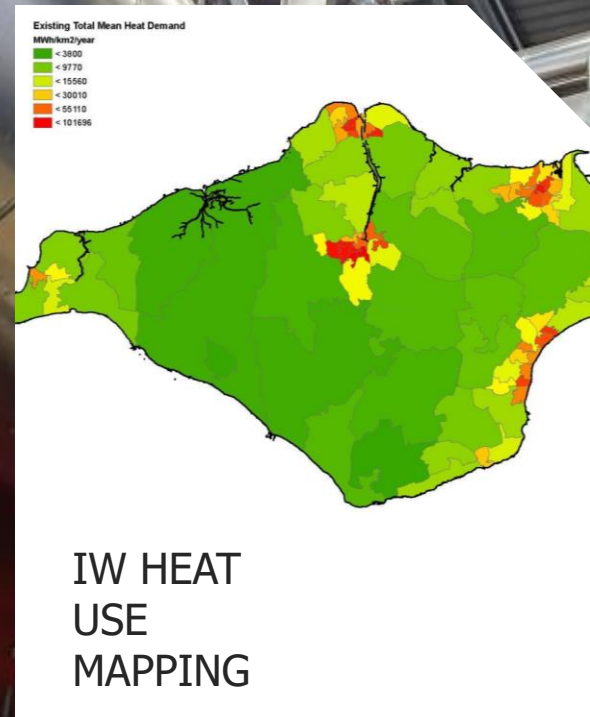 Existing Total Mean Heat Demand
MWh/km2/year
< 3800
< 9770
< 15560
< 30010
< 55110
< 101696
IW HEAT
USE
MAPPING